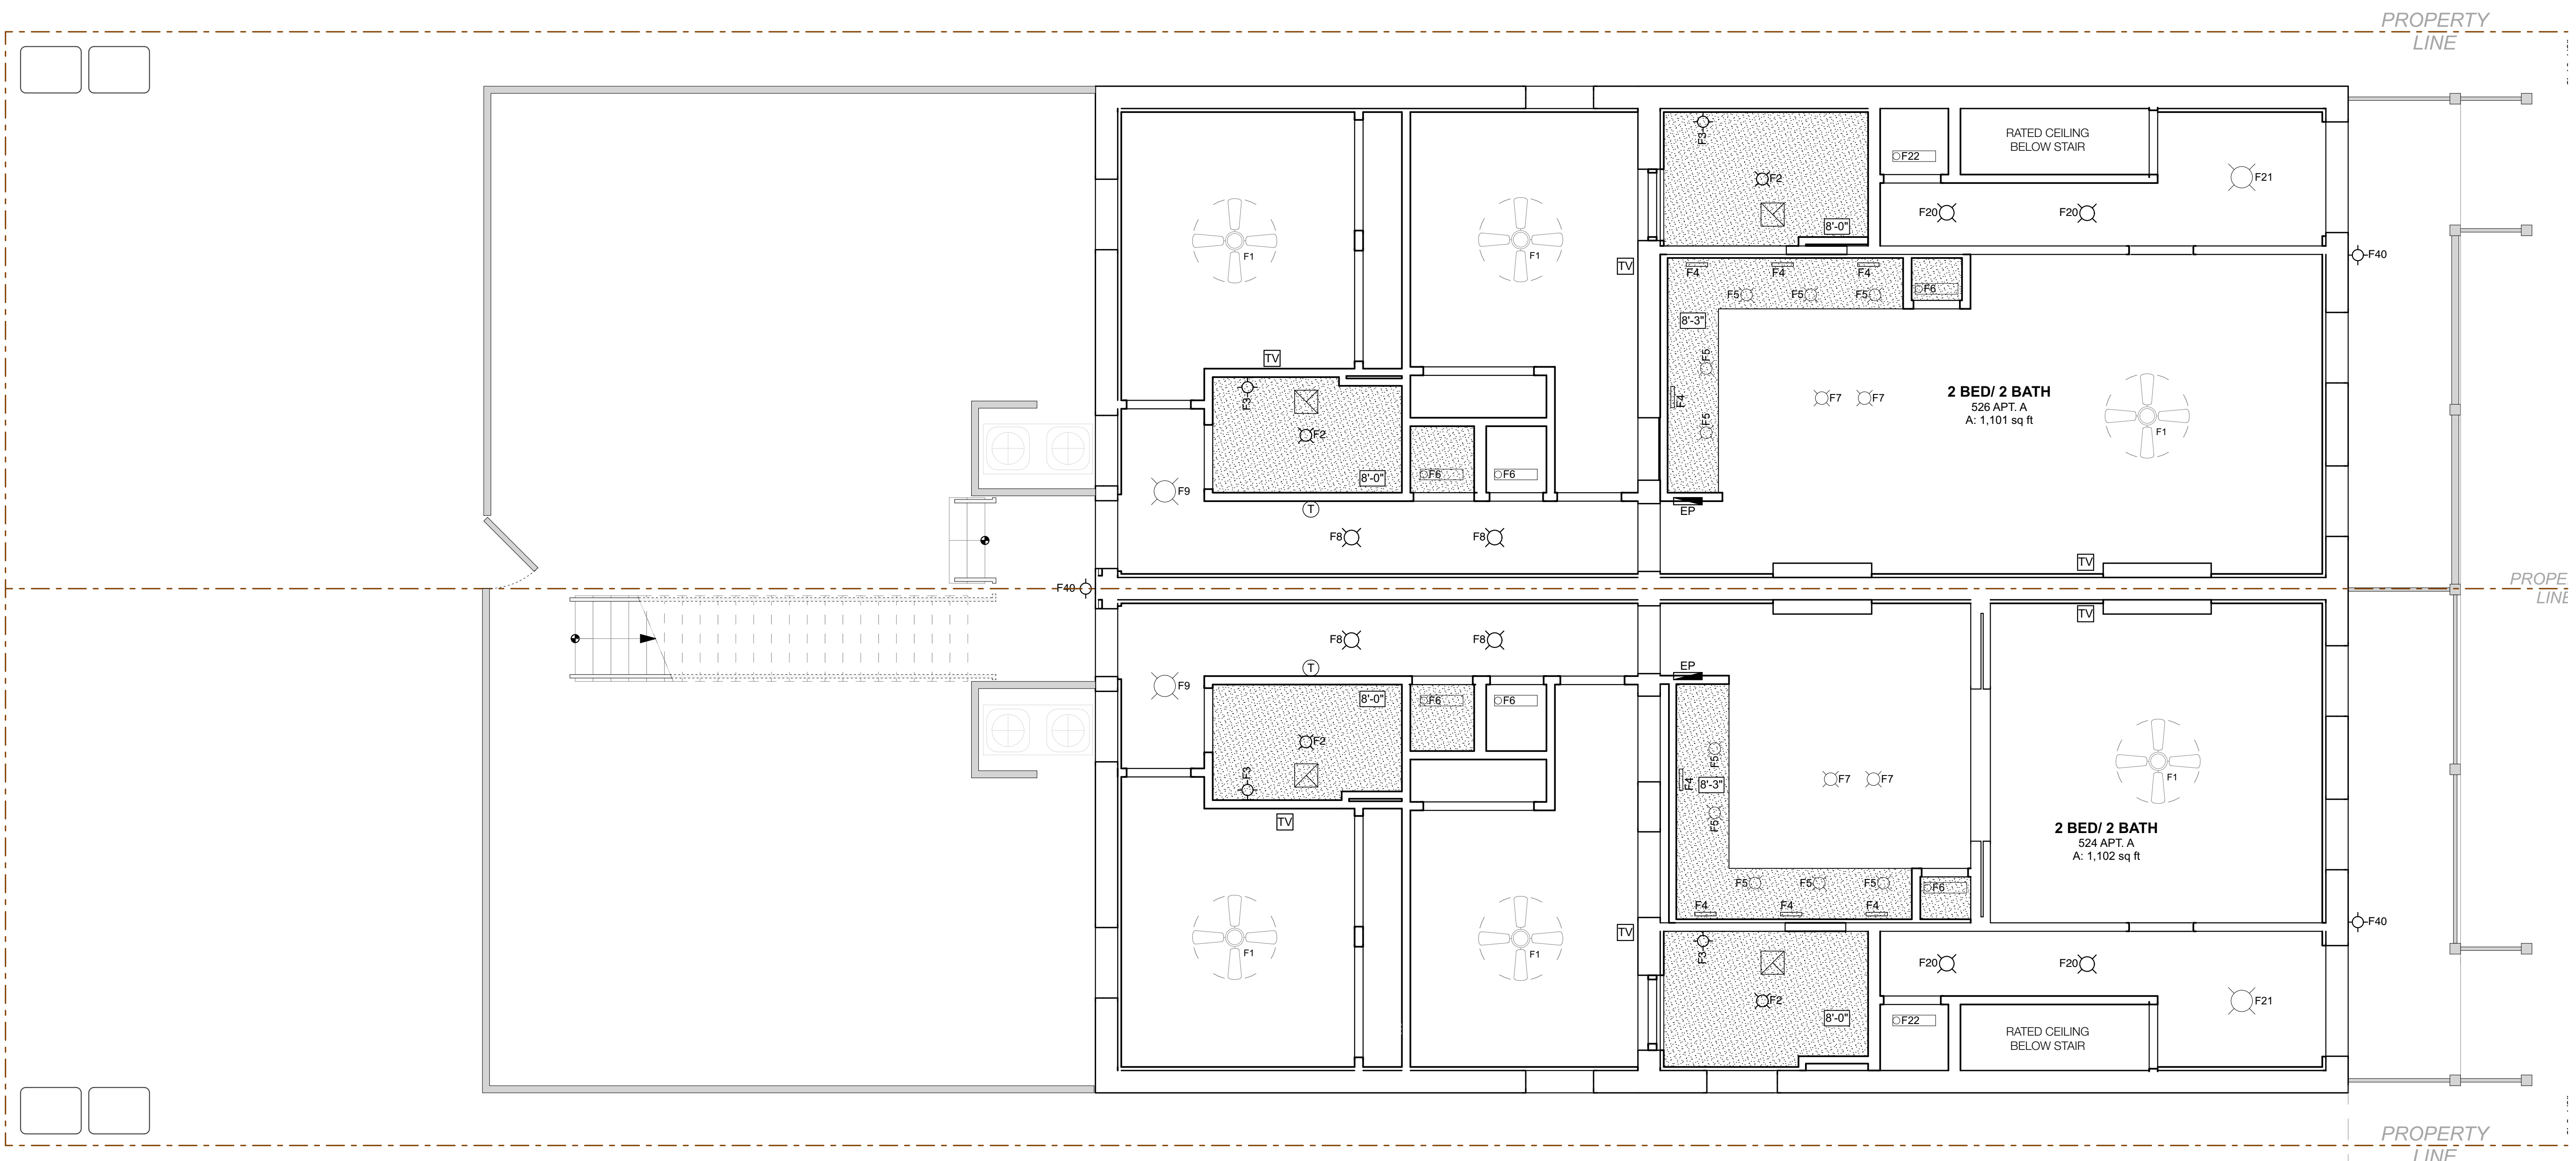 PROPERTY
LINE
F3
F22
RATED CEILING
BELOW STAIR
F2
F21
F20
F20
8'-0"
F1
F1
TV
F40
F4
F4
F4
F6
F5
F5
F5
8'-3"
TV
F5
F3
F4
F7
F7
2 BED/ 2 BATH
526 APT. A
A: 1,101 sq ft
F1
F2
F5
8'-0"
F6
F6
F9
T
EP
F8
F8
TV
F40
PROPE
LINE
TV
F8
F8
T
EP
F9
8'-0"
F6
F6
F2
F5
F3
F4
8'-3"
F7
F7
F1
TV
F5
2 BED/ 2 BATH
524 APT. A
A: 1,102 sq ft
F5
F5
F5
F6
F4
F4
F4
TV
F40
F1
F1
F3
F20
F20
F2
F21
8'-0"
F22
RATED CEILING
BELOW STAIR
PROPERTY
LINE